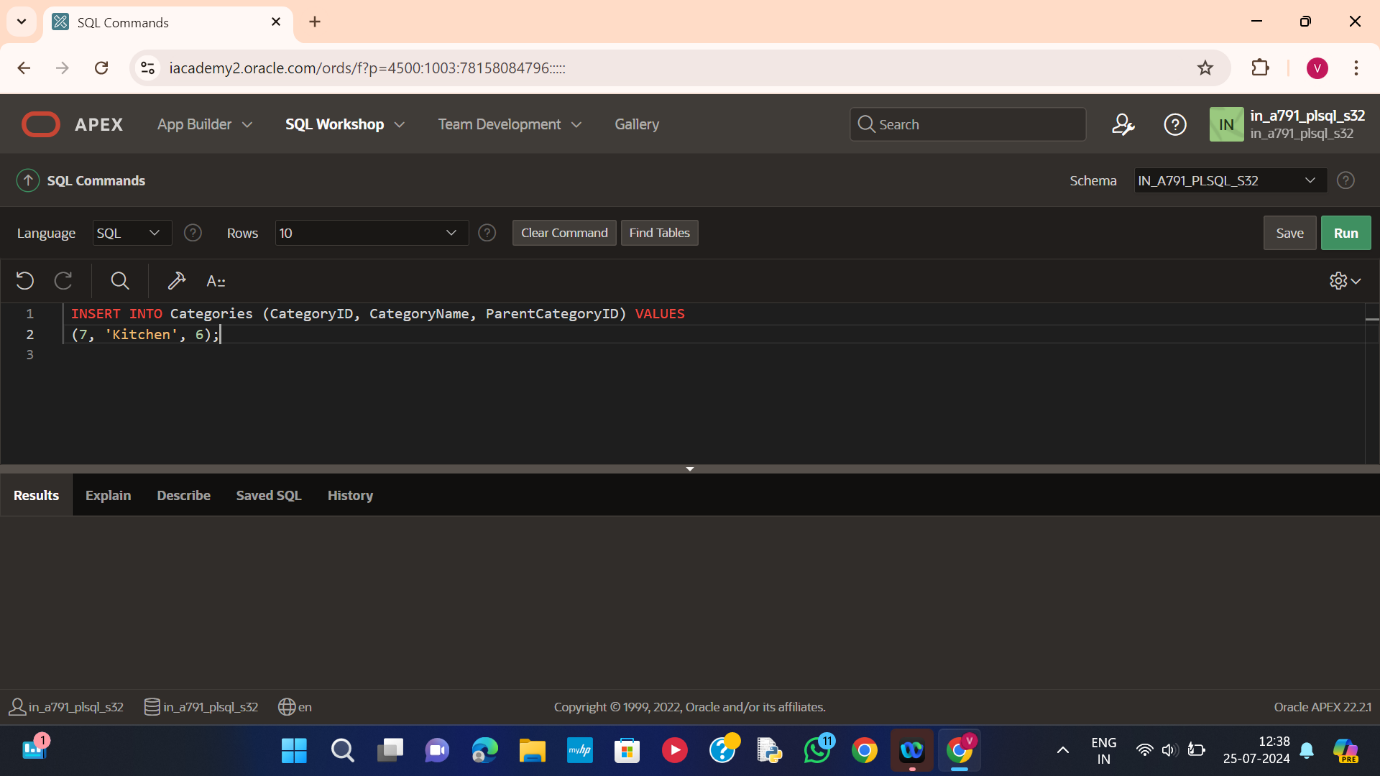 SQL Commands
iacademy2.oracle.com/ords/f?p=4500:1003:78158084796:::::
V
APEX App Builder SQL Workshop Team Development Gallery Search ? IN in_a791_plsql_s32
in_a791_plsql_s32
SQL Commands Schema IN_A791_PLSQL_S32 ?
Language SQL ? Rows 10 ? Clear Command Find Tables Save Run
A::
1 INSERT INTO Categories (CategoryID, CategoryName, ParentCategoryID) VALUES
2 (7, 'Kitchen', 6);
3
Results Explain Describe Saved SQL History
in_a791_plsql_s32 in_a791_plsql_s32 en Copyright © 1999, 2022, Oracle and/or its affiliates. Oracle APEX 22.2.1
1 myhp ? 11 V ENG
IN 12:38
25-07-2024 PRE